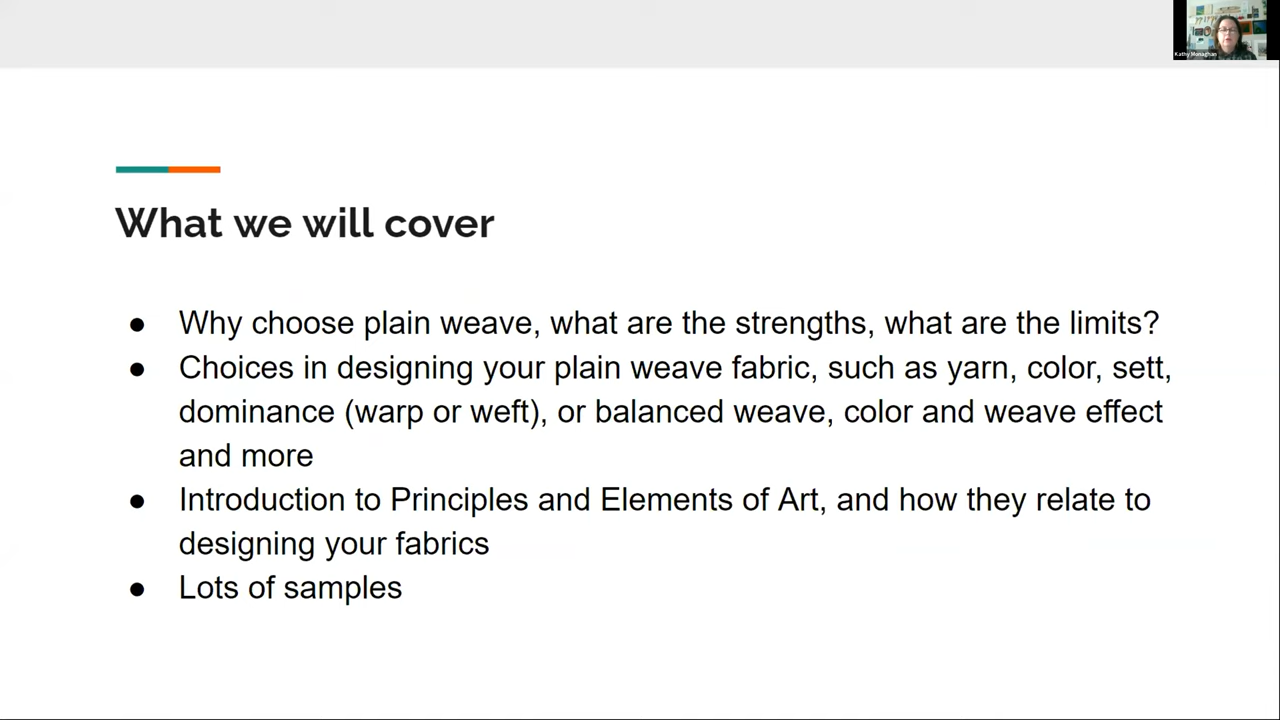 Kathy Monaghan
What we will cover
● Why choose plain weave, what are the strengths, what are the limits?
● Choices in designing your plain weave fabric, such as yarn, color, sett,
dominance (warp or weft), or balanced weave, color and weave effect
and more
● Introduction to Principles and Elements of Art, and how they relate to
designing your fabrics
● Lots of samples